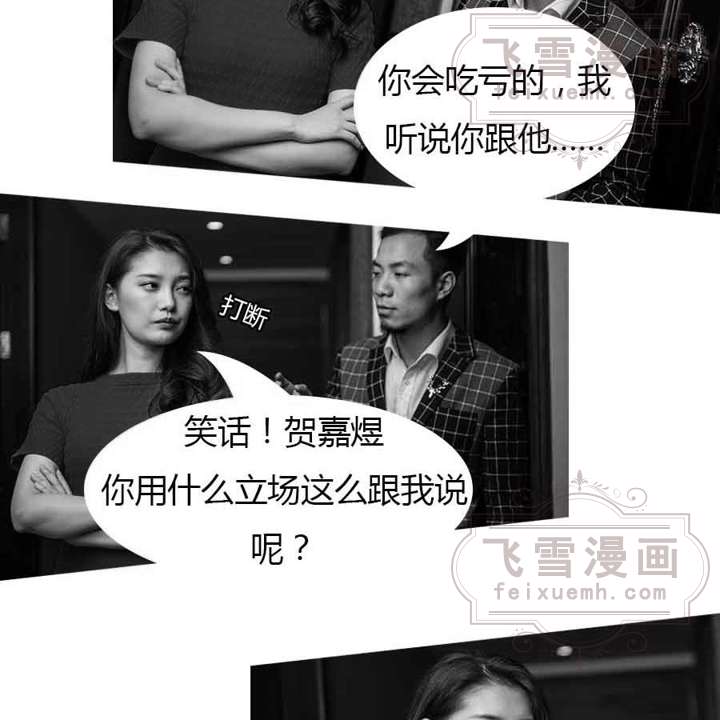 飞雪漫画
feixuemh.com
你会吃亏的，我
听说你跟他......
打断
笑话！贺嘉煜
你用什么立场这么跟我说
呢？
飞雪漫画
feixuemh.com